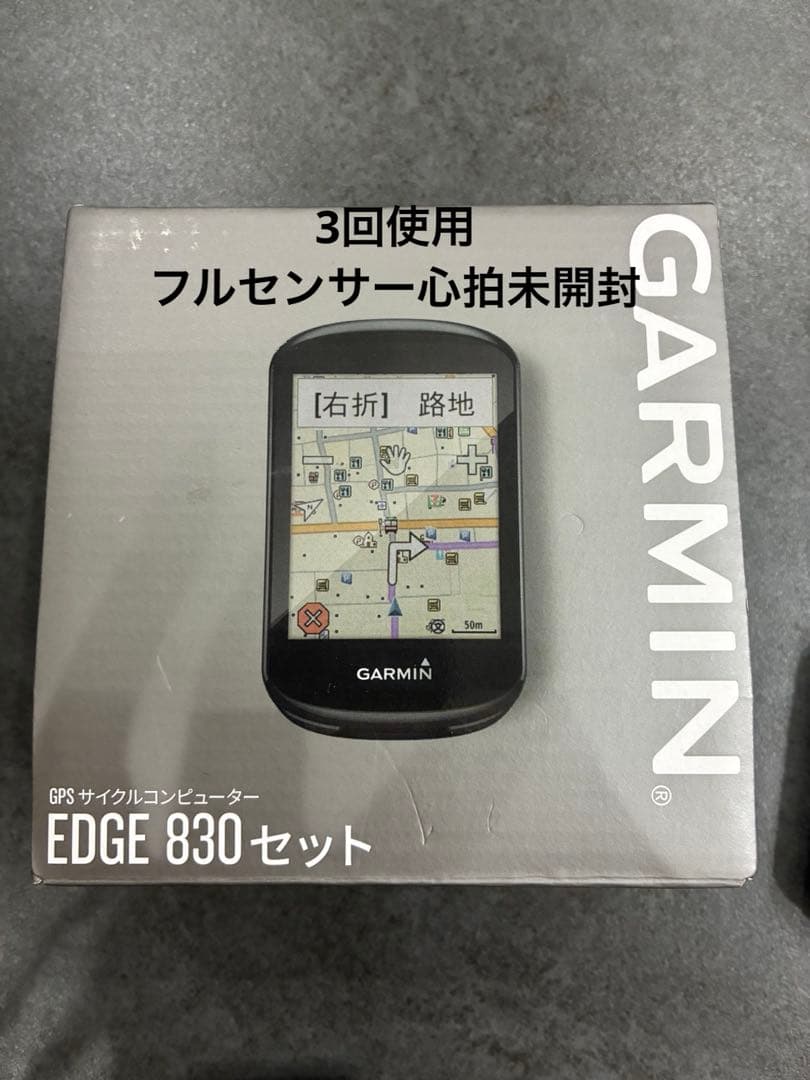 3回使用
フルセンサー心拍未開封
GARMIN®
[右折] 路地
N
50m
GARMIN
GPS サイクルコンピューター
EDGE 830 セット